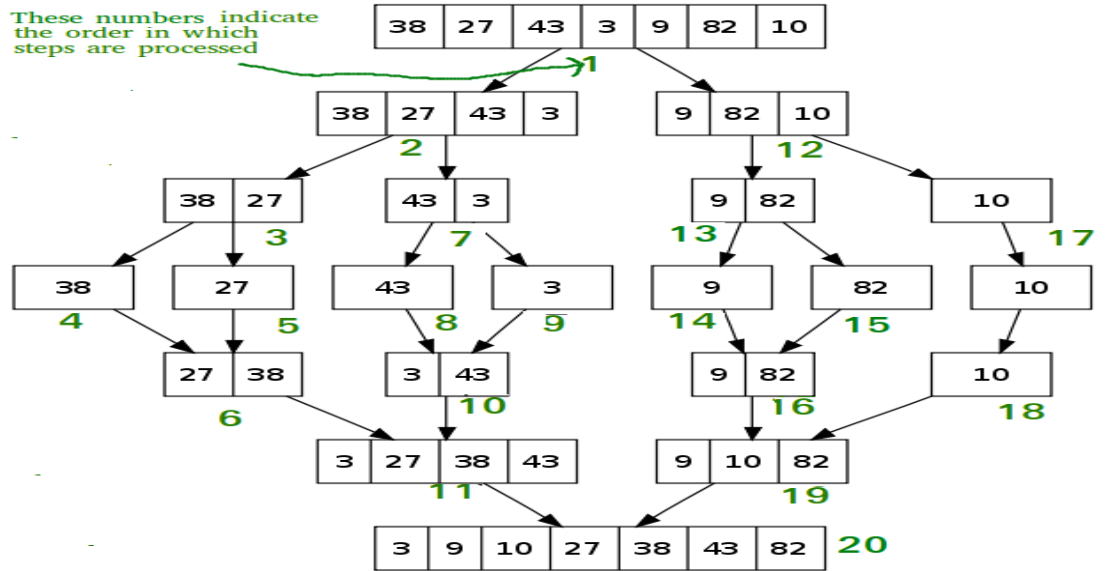 These numbers indicate
the order in which
steps are processed
38 27 43 3 9 82 10
1
38 27 43 3 9 82 10
2 12
38 27 43 3 9 82 10
3 7 13 17
38 27 43 3 9 82 10
4 5 8 9 14 15
27 38 3 43 9 82 10
6 10 16 18
3 27 38 43 9 10 82
11 19
3 9 10 27 38 43 82 20